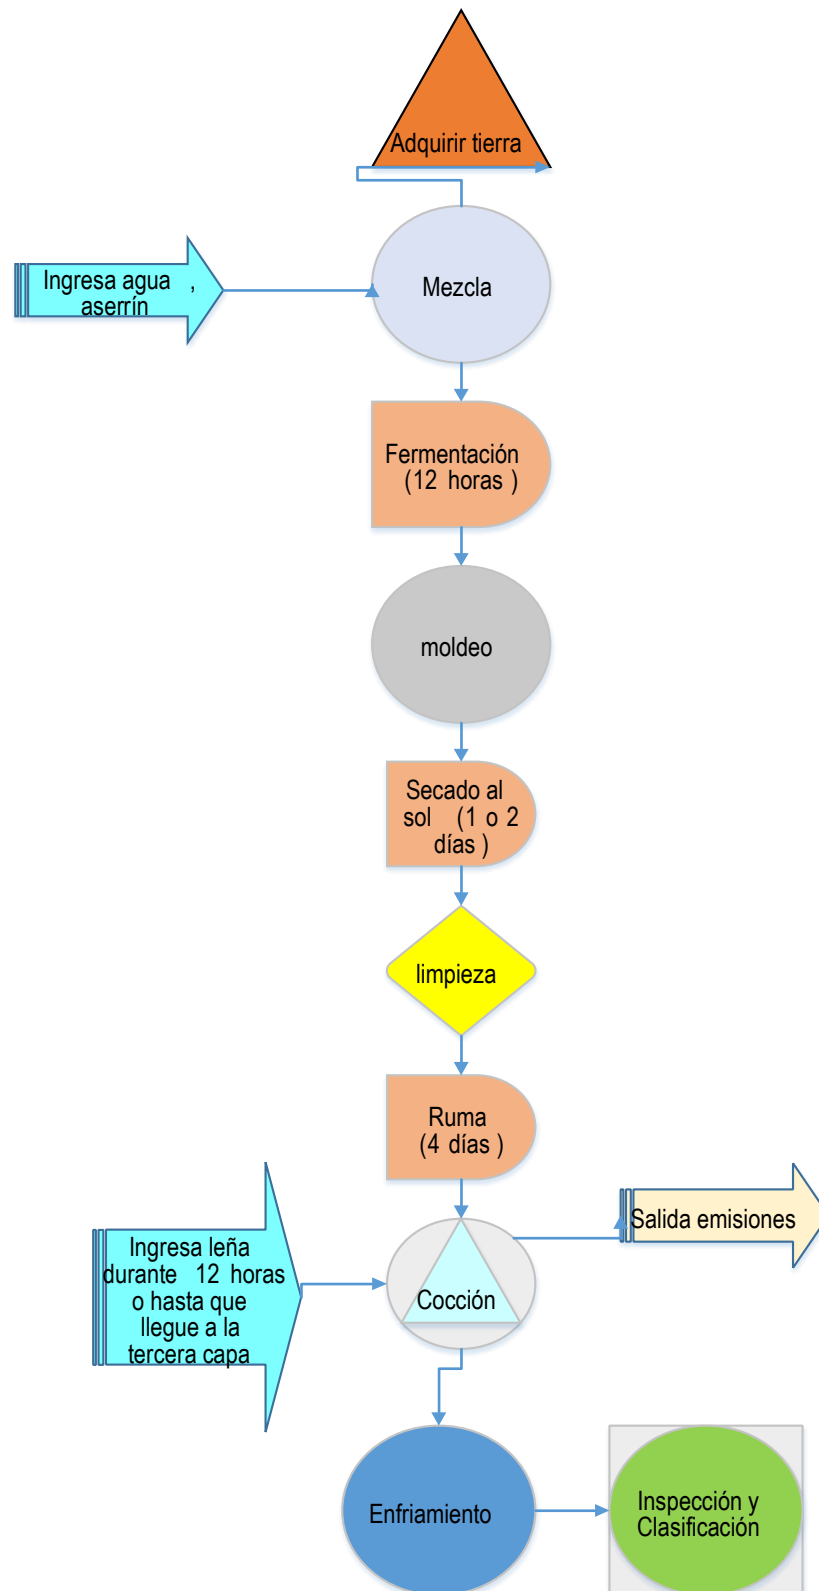 Adquirir tierra
Ingresa agua ,
aserrín
Mezcla
Fermentación
(12 horas )
moldeo
Secado al
sol (1 o 2
días )
limpieza
Ruma
(4 días )
Salida emisiones
Ingresa leña
durante 12 horas
o hasta que
llegue a la
tercera capa
Cocción
Enfriamiento
Inspección y
Clasificación